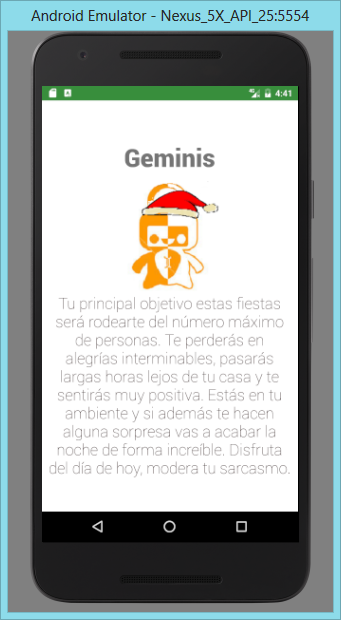 Android Emulator - Nexus_5X_API_25:5554
4:41
Geminis
Tu principal objetivo estas fiestas
será rodearte del número máximo
de personas. Te perderás en
alegrías interminables, pasarás
largas horas lejos de tu casa y te
sentirás muy positiva. Estás en tu
ambiente y si además te hacen
alguna sorpresa vas a acabar la
noche de forma increíble. Disfruta
del día de hoy, modera tu sarcasmo.